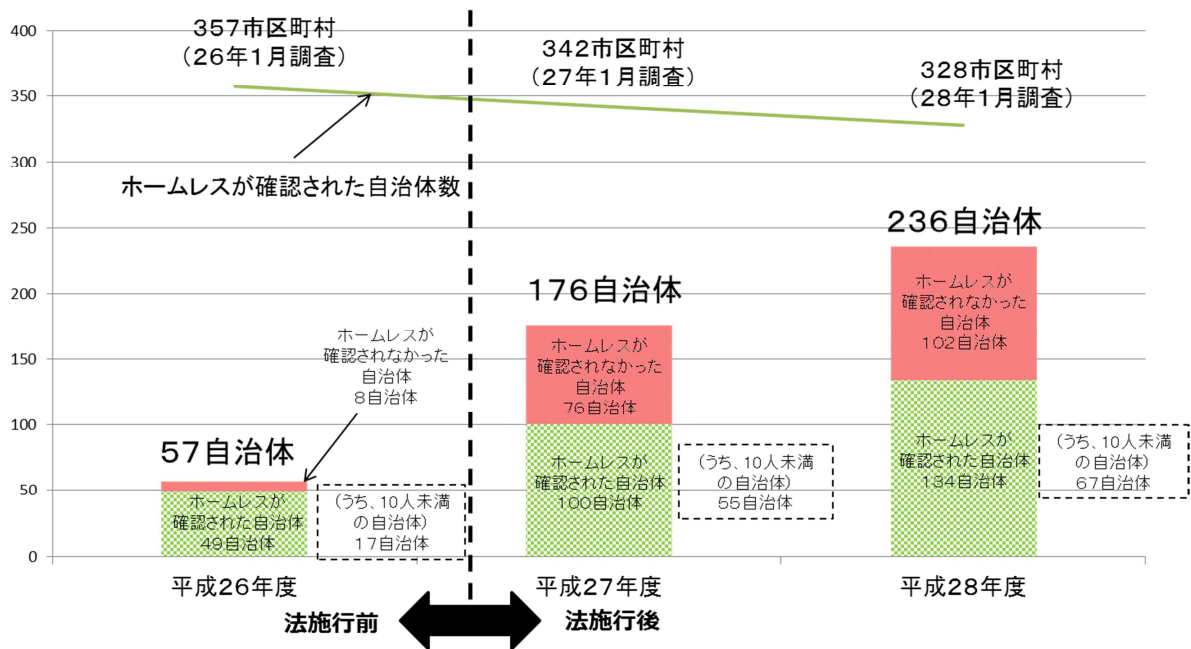 400
350
300
250
200
150
100
50
0
357市区町村
（26年１月調査）
342市区町村
（27年１月調査）
328市区町村
（28年１月調査）
ホームレスが確認された自治体数
57自治体
ホームレスが
確認されなかった
自治体
8自治体
ホームレスが
確認された自治体
49自治体
（うち、10人未満
の自治体）
17自治体
176自治体
ホームレスが
確認されなかった
自治体
76自治体
ホームレスが
確認された自治体
100自治体
（うち、10人未満
の自治体）
55自治体
236自治体
ホームレスが
確認されなかった
自治体
102自治体
ホームレスが
確認された自治体
134自治体
（うち、10人未満
の自治体）
67自治体
平成26年度
平成27年度
平成28年度
法施行前
法施行後